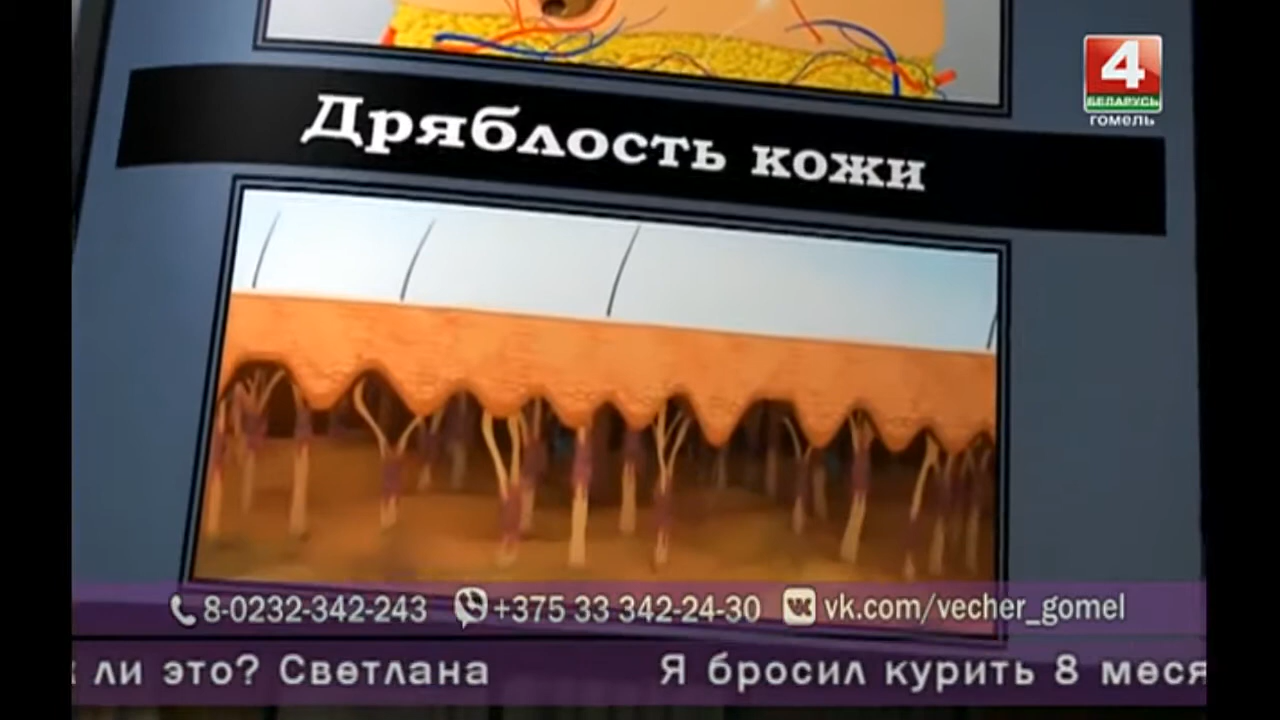 4
БЕЛАРУСЬ
гомель
Дряблость кожи
8-0232-342-243 +375 33 342-24-30 vk.com/vecher_gomel
ли это? Светлана Я бросил курить 8 меся